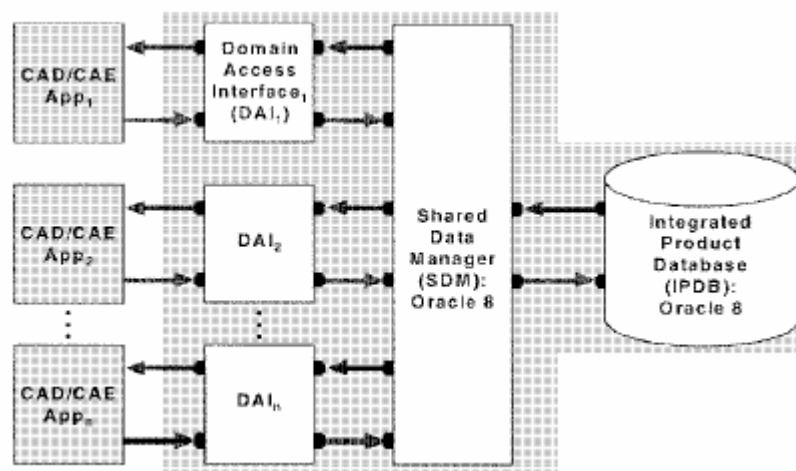 CAD/CAE
App₁
Domain
Access
Interface₁
(DAI₁)
CAD/CAE
App₂
DAI₂
CAD/CAE
Appₙ
DAIₙ
Shared
Data
Manager
(SDM):
Oracle 8
Integrated
Product
Database
(IPDB):
Oracle 8